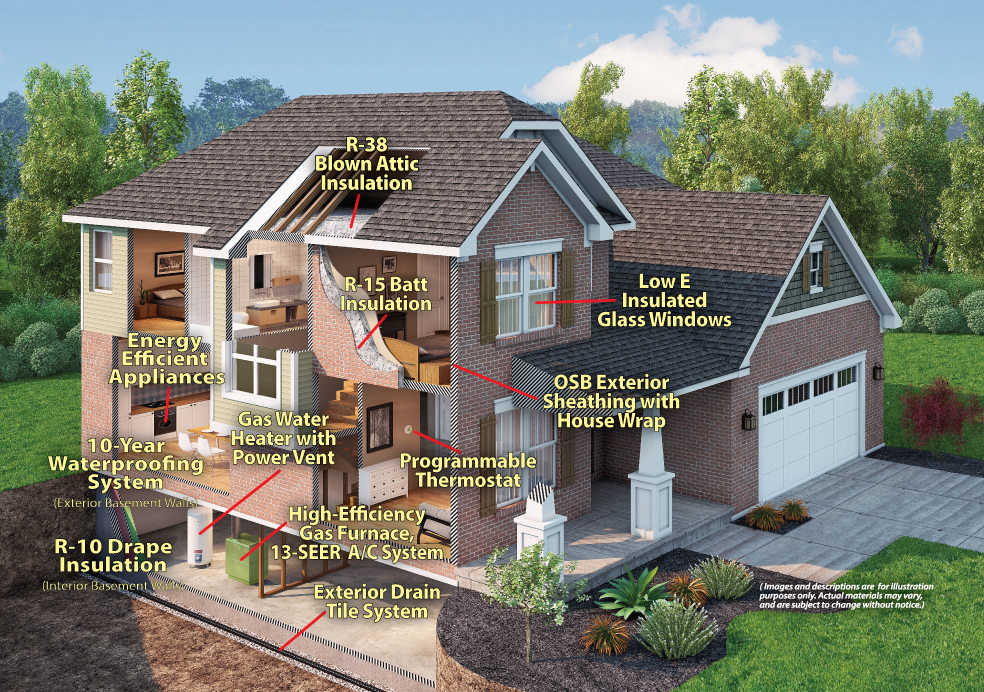 R-38
Blown Attic
Insulation
R-15 Batt
Insulation
Low E
Insulated
Glass Windows
Energy
Efficient
Appliances
OSB Exterior
Sheathing with
House Wrap
Gas Water
Heater with
Power Vent
10-Year
Waterproofing
System
(Exterior Basement Walls)
Programmable
Thermostat
High-Efficiency
Gas Furnace,
13-SEER A/C System
R-10 Drape
Insulation
(Interior Basement Walls)
Exterior Drain
Tile System
( Images and descriptions are for illustration
purposes only. Actual materials may vary,
and are subject to change without notice.)